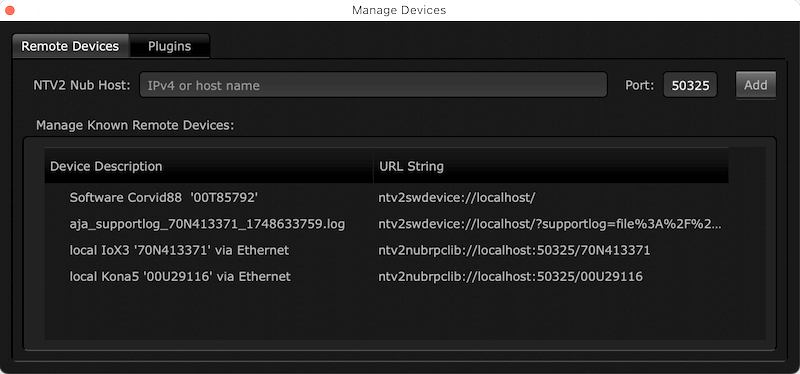 Manage Devices
Remote Devices Plugins
NTV2 Nub Host: IPv4 or host name Port: 50325 Add
Manage Known Remote Devices:
Device Description URL String
Software Corvid88 '00T85792' ntv2swdevice://localhost/
aja_supportlog_70N413371_1748633759.log ntv2swdevice://localhost/?supportlog=file%3A%2F%2...
local IoX3 '70N413371' via Ethernet ntv2nubrpclib://localhost:50325/70N413371
local Kona5 '00U29116' via Ethernet ntv2nubrpclib://localhost:50325/00U29116